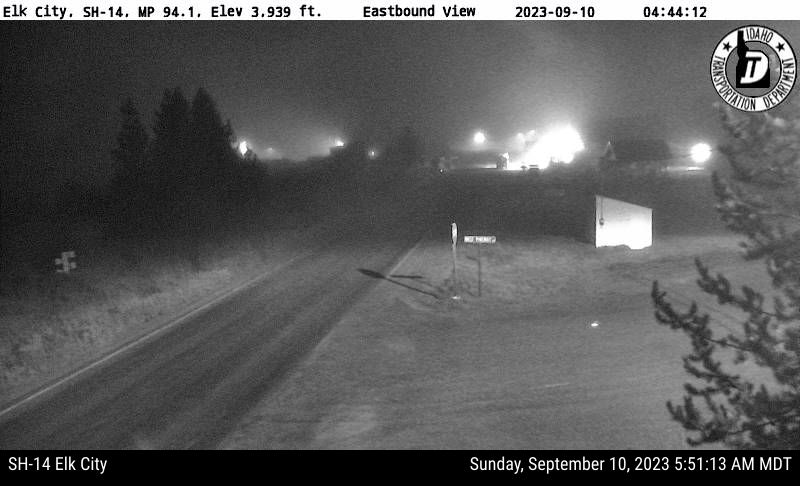 Elk City, SH-14, MP 94.1, Elev 3,939 ft. Eastbound View 2023-09-10 04:44:12
IDAHO
TRANSPORTATION DEPARTMENT
SH-14 Elk City Sunday, September 10, 2023 5:51:13 AM MDT